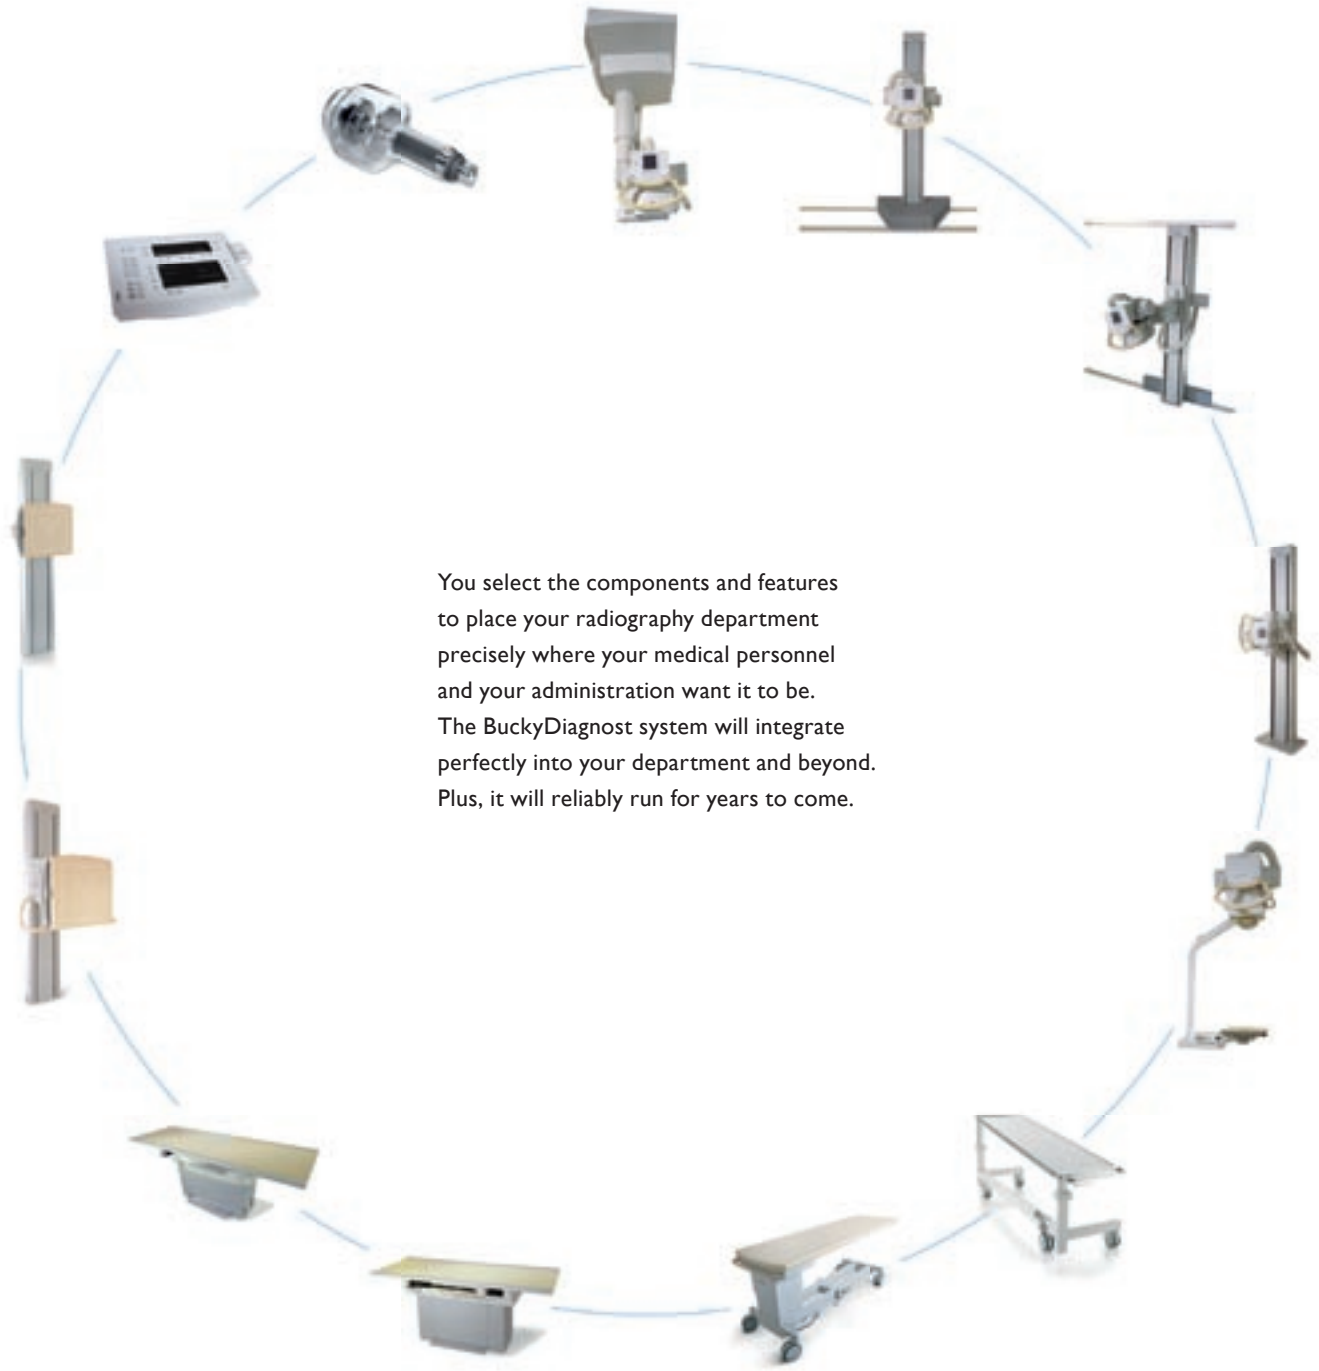 You select the components and features
to place your radiography department
precisely where your medical personnel
and your administration want it to be.
The BuckyDiagnost system will integrate
perfectly into your department and beyond.
Plus, it will reliably run for years to come.